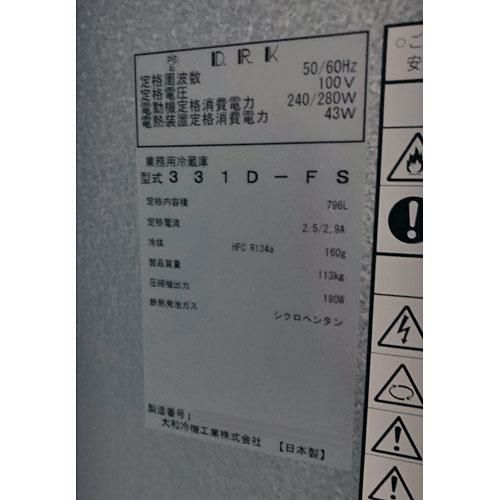 PS E D.R.K
定格周波数 50/60Hz
定格電圧 100V
電動機定格消費電力 240/280W
電熱装置定格消費電力 43W
業務用冷蔵庫
型式 331D-FS
定格内容積 796L
定格電流 2.5/2.9A
冷媒 HFC R134a 160g
製品質量 113kg
圧縮機出力 180W
断熱発泡ガス シクロペンタン
製造番号
大和冷機工業株式会社 【日本製】
○ご
安